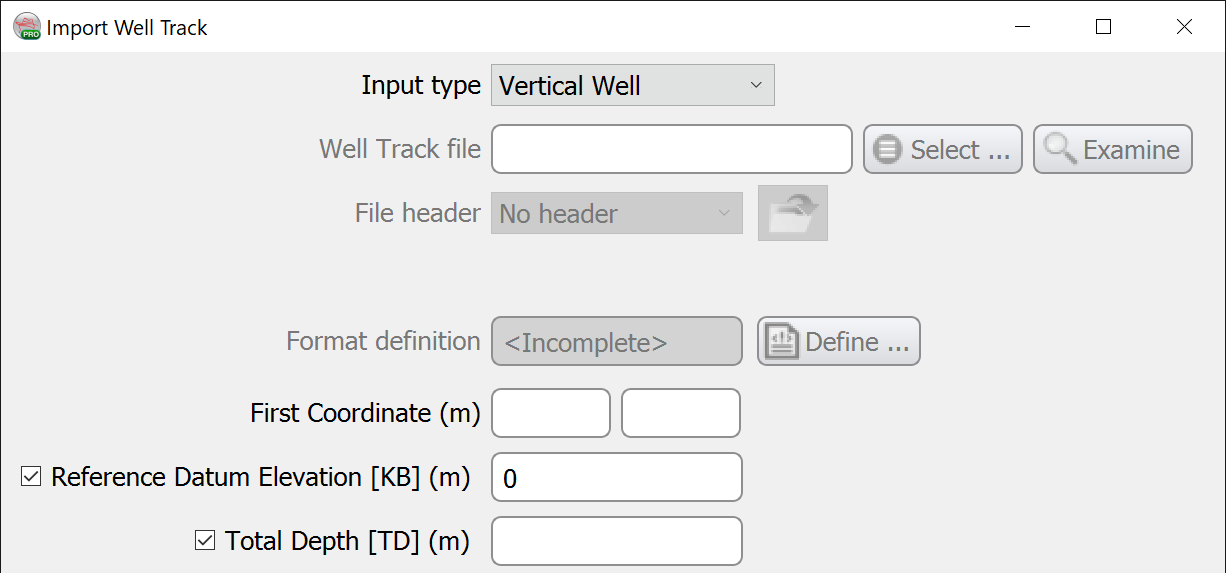 PRO Import Well Track
Input type Vertical Well
Well Track file Select ... Examine
File header No header
Format definition <Incomplete> Define ...
First Coordinate (m)
Reference Datum Elevation [KB] (m) 0
Total Depth [TD] (m)